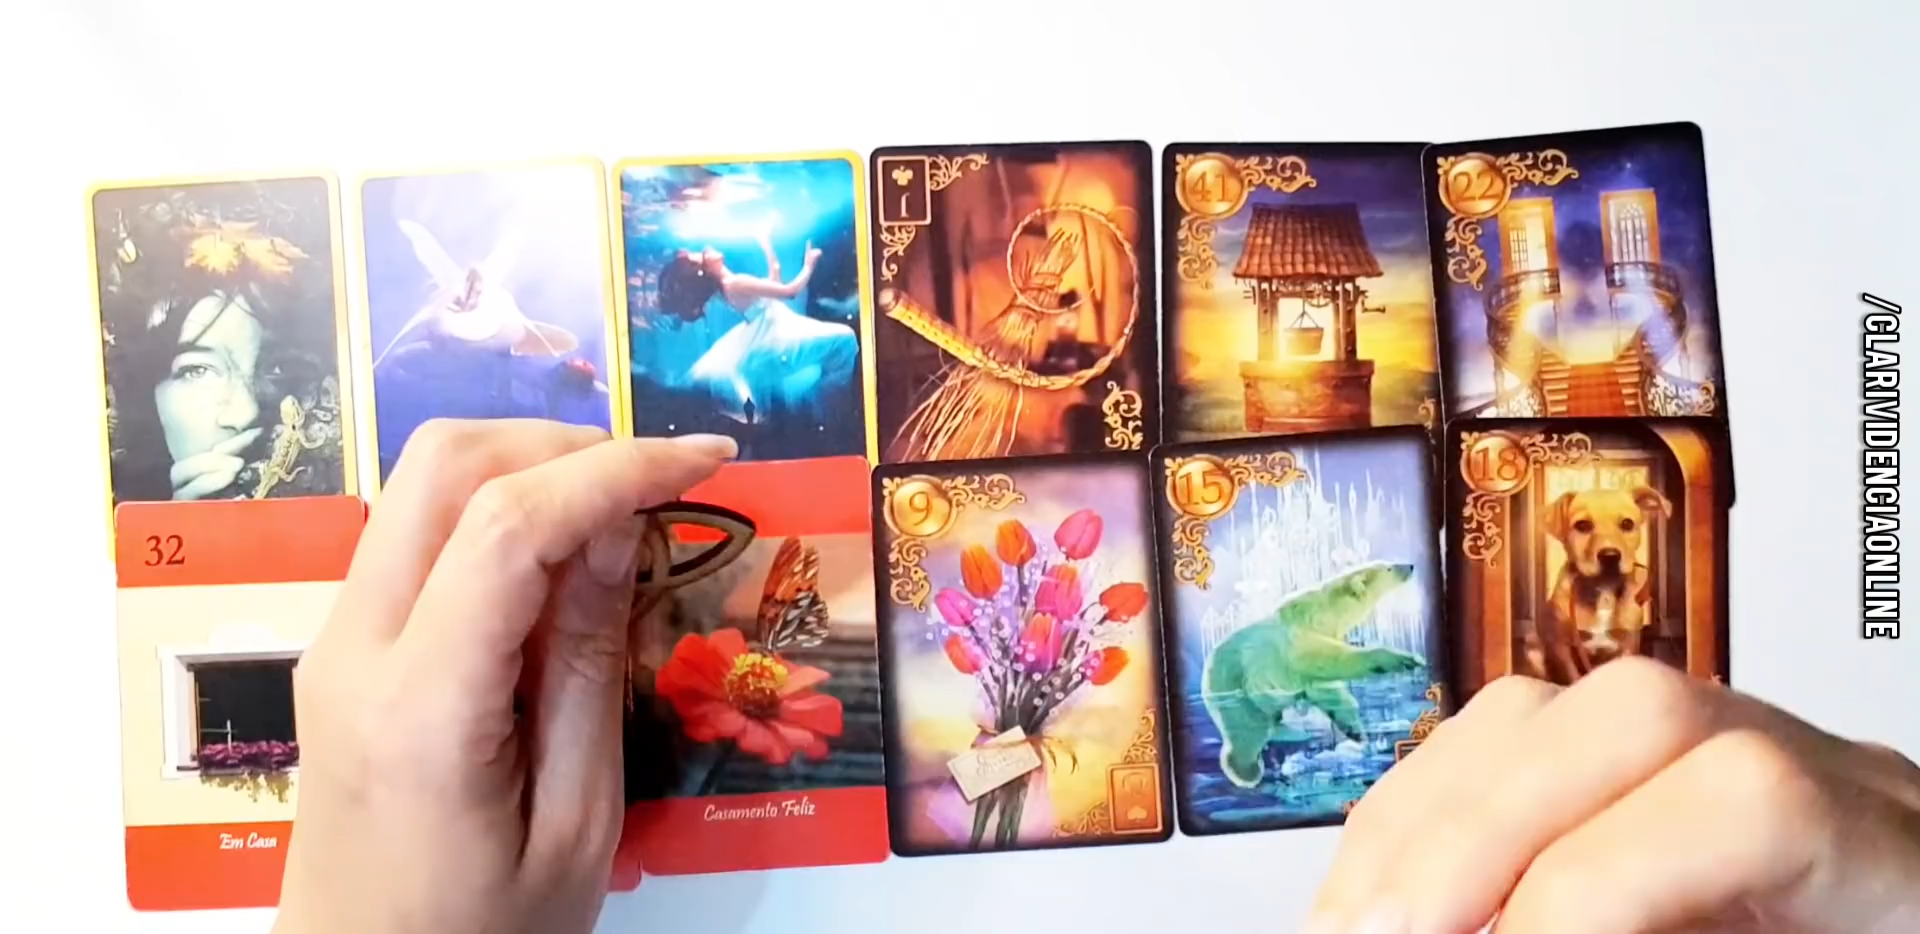 41
22
32
9
15
18
Em Casa
Casamento Feliz
/CLARIVIDENCIAONLINE